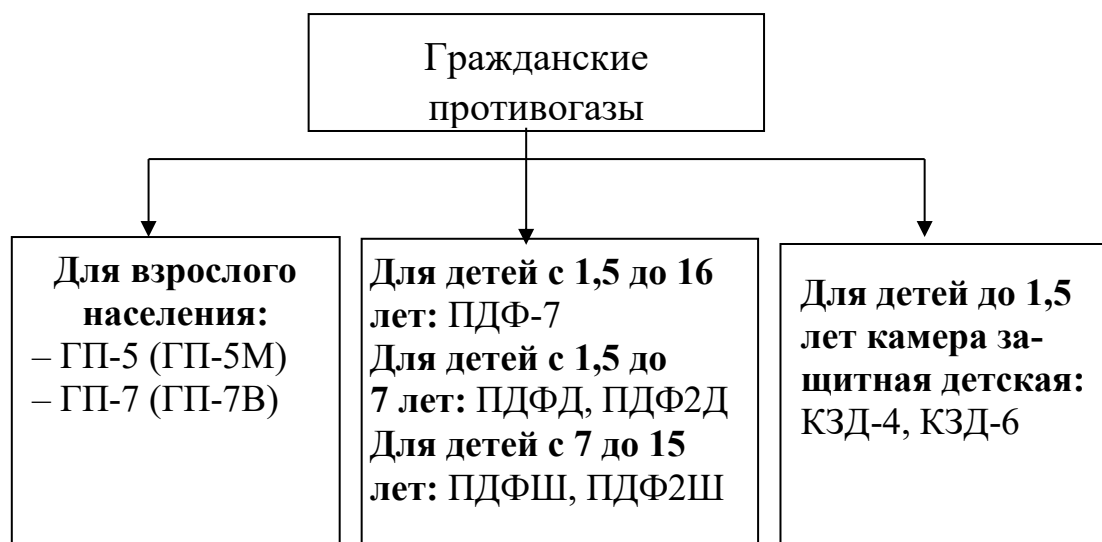 Гражданские
противогазы
Для взрослого
населения:
– ГП-5 (ГП-5М)
– ГП-7 (ГП-7В)
Для детей с 1,5 до 16
лет: ПДФ-7
Для детей с 1,5 до
7 лет: ПДФД, ПДФ2Д
Для детей с 7 до 15
лет: ПДФШ, ПДФ2Ш
Для детей до 1,5
лет камера за-
щитная детская:
КЗД-4, КЗД-6